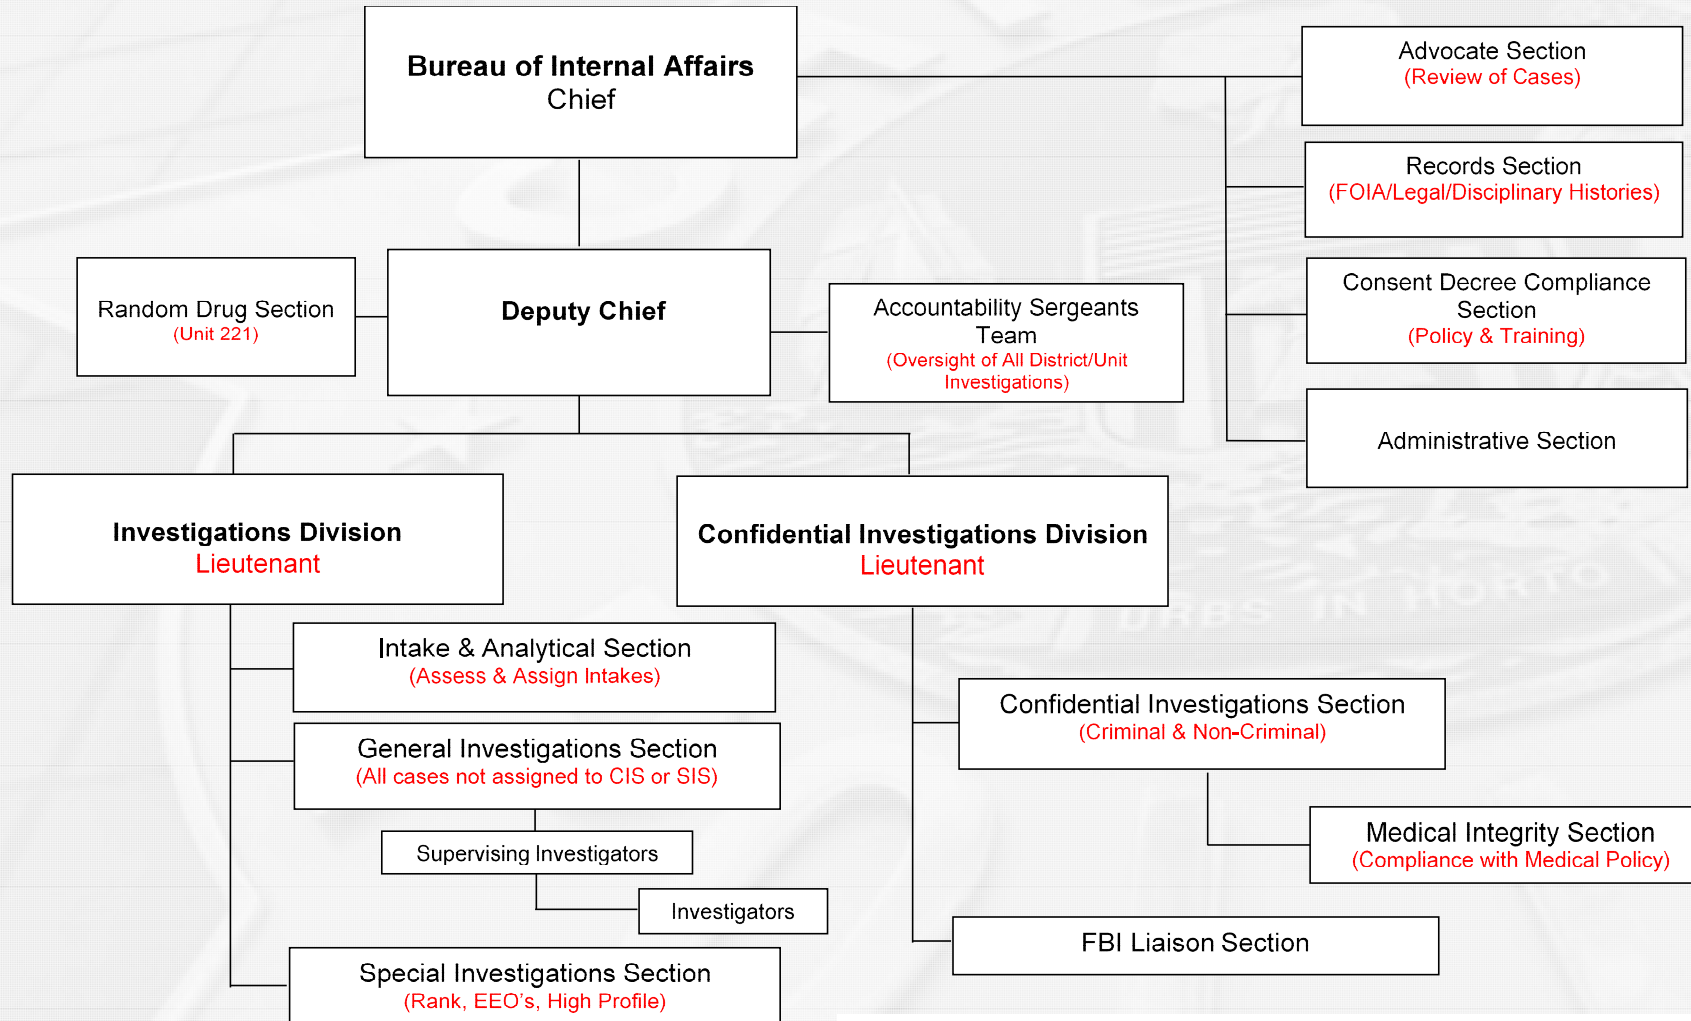 Bureau of Internal Affairs
Chief
Advocate Section
(Review of Cases)
Records Section
(FOIA/Legal/Disciplinary Histories)
Consent Decree Compliance
Section
(Policy & Training)
Administrative Section
Random Drug Section
(Unit 221)
Deputy Chief
Accountability Sergeants
Team
(Oversight of All District/Unit
Investigations)
Investigations Division
Lieutenant
Confidential Investigations Division
Lieutenant
Intake & Analytical Section
(Assess & Assign Intakes)
General Investigations Section
(All cases not assigned to CIS or SIS)
Supervising Investigators
Investigators
Special Investigations Section
(Rank, EEO's, High Profile)
Confidential Investigations Section
(Criminal & Non-Criminal)
Medical Integrity Section
(Compliance with Medical Policy)
FBI Liaison Section
URBS IN HORTO